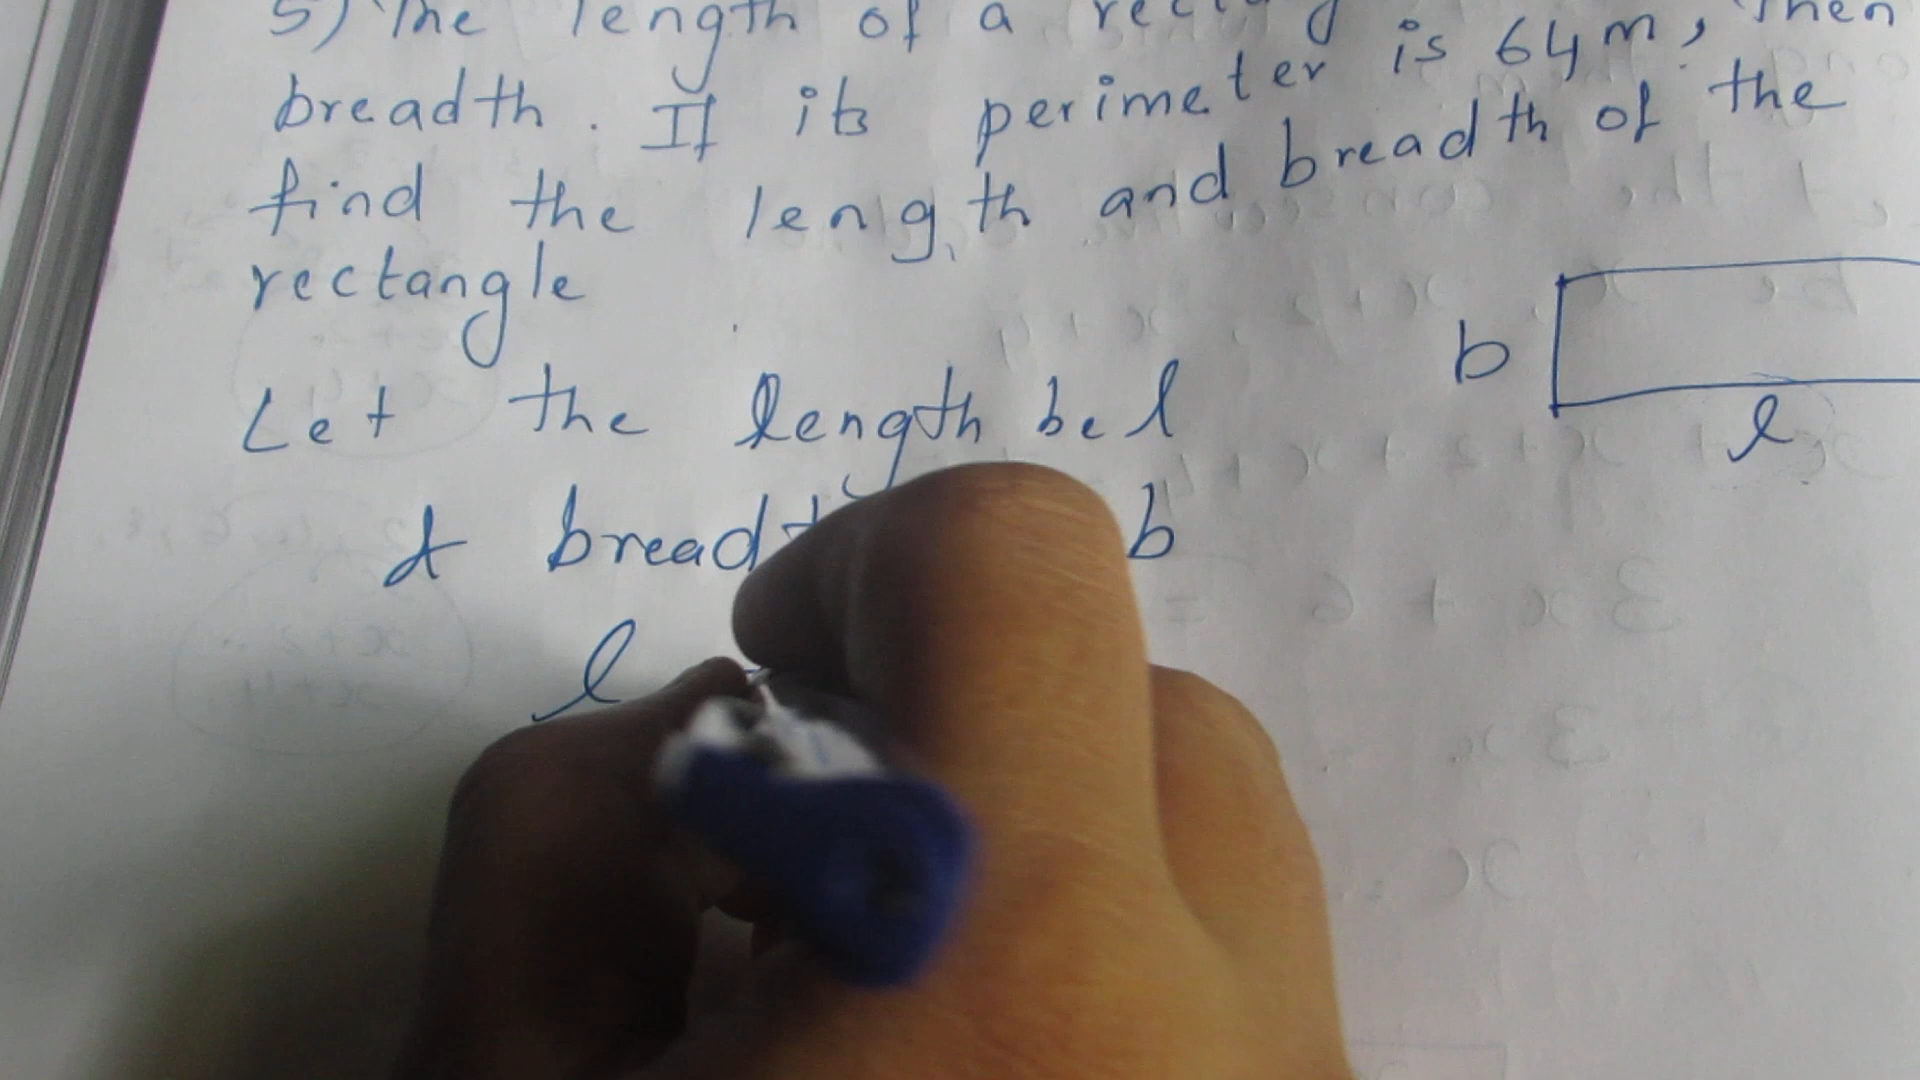 5) The length of a
breadth. If its perimeter is 64m, Then
find the length and breadth of the
rectangle
Let the length be l
& b
b
l
l